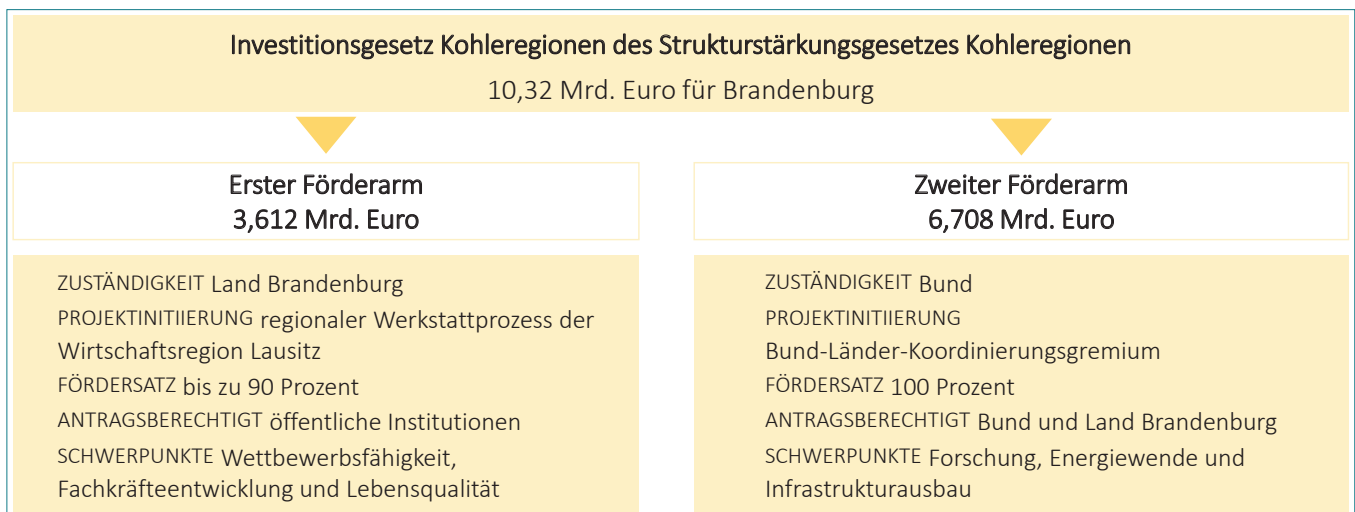 Investitionsgesetz Kohleregionen des Strukturstärkungsgesetzes Kohleregionen
10,32 Mrd. Euro für Brandenburg
Erster Förderarm
3,612 Mrd. Euro
ZUSTÄNDIGKEIT Land Brandenburg
PROJEKTINITIIERUNG regionaler Werkstattprozess der
Wirtschaftsregion Lausitz
FÖRDERSATZ bis zu 90 Prozent
ANTRAGSBERECHTIGT öffentliche Institutionen
SCHWERPUNKTE Wettbewerbsfähigkeit,
Fachkräfteentwicklung und Lebensqualität
Zweiter Förderarm
6,708 Mrd. Euro
ZUSTÄNDIGKEIT Bund
PROJEKTINITIIERUNG
Bund-Länder-Koordinierungsgremium
FÖRDERSATZ 100 Prozent
ANTRAGSBERECHTIGT Bund und Land Brandenburg
SCHWERPUNKTE Forschung, Energiewende und
Infrastrukturausbau